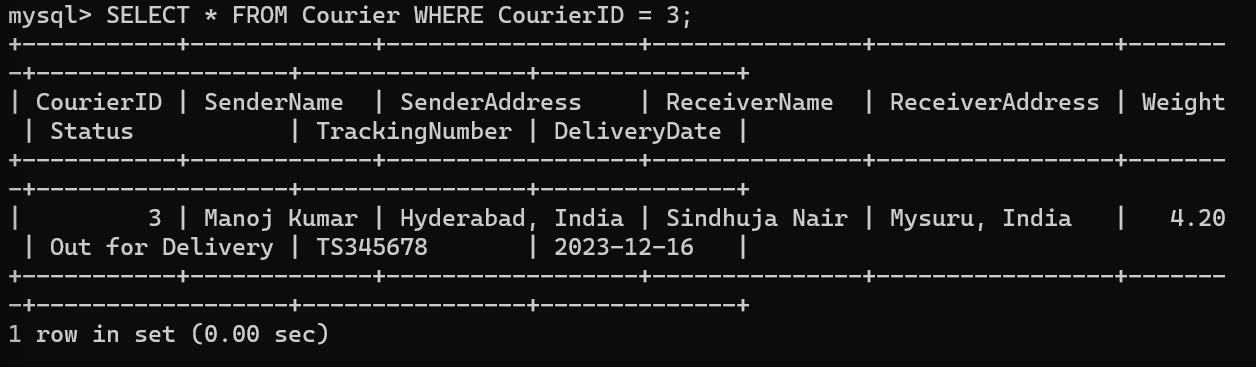 mysql> SELECT * FROM Courier WHERE CourierID = 3;
+-----------+-------------+------------------+---------------+-----------------+-------
-+------------------+----------------+--------------+
| CourierID | SenderName  | SenderAddress    | ReceiverName  | ReceiverAddress | Weight
 | Status           | TrackingNumber | DeliveryDate |
+-----------+-------------+------------------+---------------+-----------------+-------
-+------------------+----------------+--------------+
|         3 | Manoj Kumar | Hyderabad, India | Sindhuja Nair | Mysuru, India   |   4.20
 | Out for Delivery | TS345678       | 2023-12-16   |
+-----------+-------------+------------------+---------------+-----------------+-------
-+------------------+----------------+--------------+
1 row in set (0.00 sec)